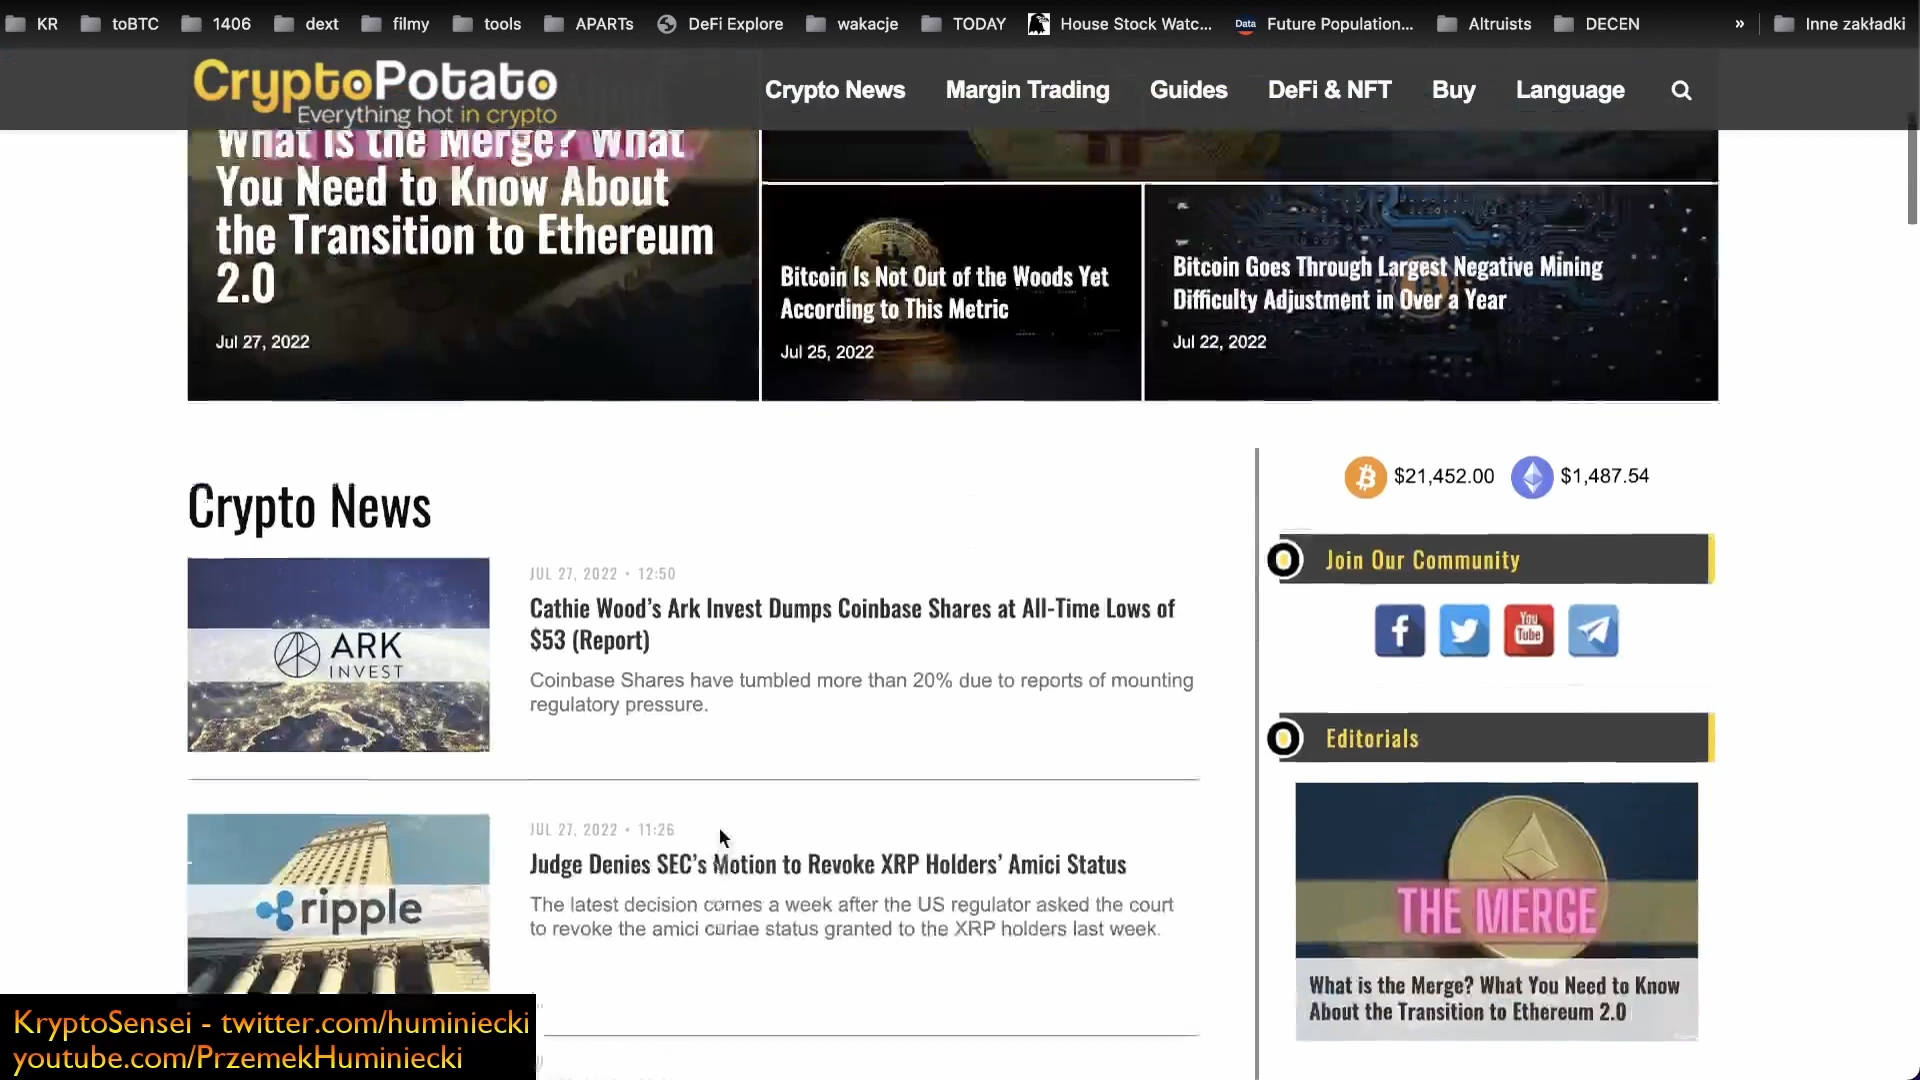 KR
toBTC
1406
dext
filmy
tools
APARTs
DeFi Explore
wakacje
TODAY
House Stock Watc...
Data
Future Population...
Altruists
DECEN
»
Inne zakładki
CryptoPotato
Everything hot in crypto
Crypto News
Margin Trading
Guides
DeFi & NFT
Buy
Language
What is the Merge? What
You Need to Know About
the Transition to Ethereum
2.0
Jul 27, 2022
Bitcoin Is Not Out of the Woods Yet
According to This Metric
Jul 25, 2022
Bitcoin Goes Through Largest Negative Mining
Difficulty Adjustment in Over a Year
Jul 22, 2022
Crypto News
ARK
INVEST
JUL 27, 2022 • 12:50
Cathie Wood’s Ark Invest Dumps Coinbase Shares at All-Time Lows of
$53 (Report)
Coinbase Shares have tumbled more than 20% due to reports of mounting
regulatory pressure.
ripple
JUL 27, 2022 • 11:26
Judge Denies SEC’s Motion to Revoke XRP Holders’ Amici Status
The latest decision comes a week after the US regulator asked the court
to revoke the amici curiae status granted to the XRP holders last week.
$21,452.00
$1,487.54
Join Our Community
You
Tube
Editorials
THE MERGE
What is the Merge? What You Need to Know
About the Transition to Ethereum 2.0
KryptoSensei - twitter.com/huminiecki
youtube.com/PrzemekHuminiecki